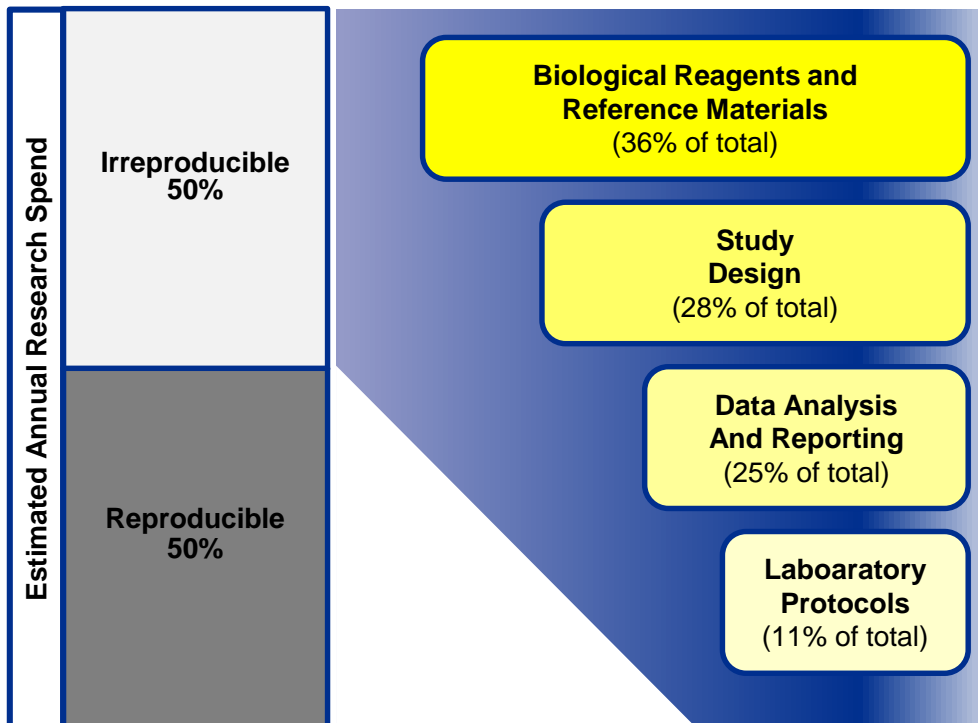 Estimated Annual Research Spend
Irreproducible
50%
Reproducible
50%
Biological Reagents and
Reference Materials
(36% of total)
Study
Design
(28% of total)
Data Analysis
And Reporting
(25% of total)
Laboaratory
Protocols
(11% of total)